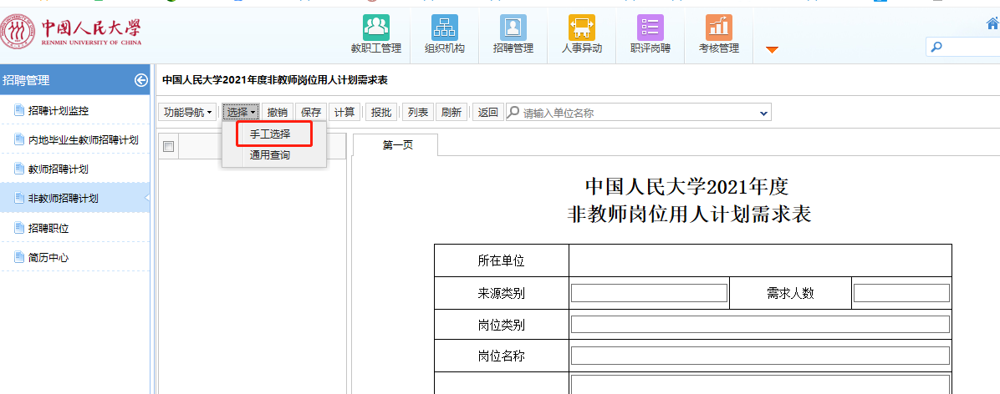 中国人民大学
RENMIN UNIVERSITY OF CHINA
教职工管理 组织机构 招聘管理 人事异动 职评岗聘 考核管理
招聘管理
招聘计划监控
内地毕业生教师招聘计划
教师招聘计划
非教师招聘计划
招聘职位
简历中心
中国人民大学2021年度非教师岗位用人计划需求表
功能导航 选择 撤销 保存 计算 报批 列表 刷新 返回 请输入单位名称
手工选择
通用查询
第一页
中国人民大学2021年度
非教师岗位用人计划需求表
所在单位
来源类别 需求人数
岗位类别
岗位名称